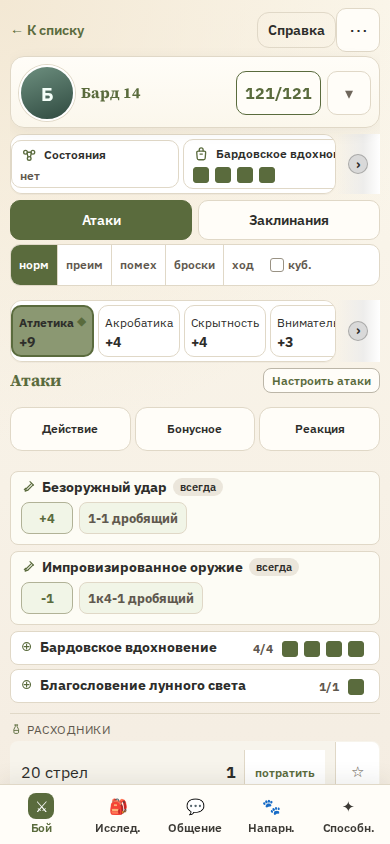 ← К списку
Справка
...
Б
Бард 14
121/121
▾
Состояния
нет
Бардовское вдохнов
›
Атаки
Заклинания
норм
преим
помех
броски
ход
куб.
Атлетика
+9
Акробатика
+4
Скрытность
+4
Внимател
+3
›
Атаки
Настроить атаки
Действие
Бонусное
Реакция
Безоружный удар
всегда
+4
1-1 дробящий
Импровизированное оружие
всегда
-1
1к4-1 дробящий
Бардовское вдохновение
4/4
Благословение лунного света
1/1
РАСХОДНИКИ
20 стрел
1
потратить
☆
Бой
Исслед.
Общение
Напарн.
Способн.